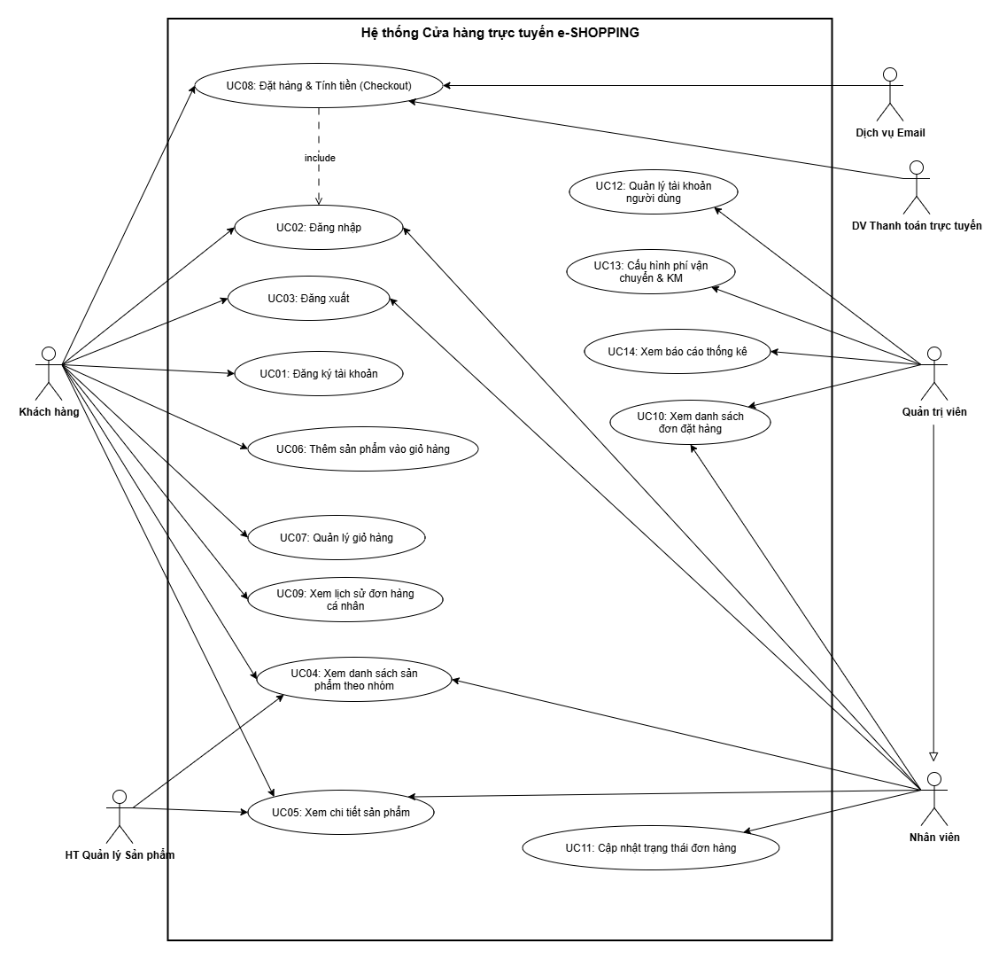 Hệ thống Cửa hàng trực tuyến e-SHOPPING
UC08: Đặt hàng & Tính tiền (Checkout)
Dịch vụ Email
include
UC12: Quản lý tài khoản
người dùng
DV Thanh toán trực tuyến
UC02: Đăng nhập
UC13: Cấu hình phí vận
chuyển & KM
UC03: Đăng xuất
UC14: Xem báo cáo thống kê
UC01: Đăng ký tài khoản
Khách hàng
Quản trị viên
UC10: Xem danh sách
đơn đặt hàng
UC06: Thêm sản phẩm vào giỏ hàng
UC07: Quản lý giỏ hàng
UC09: Xem lịch sử đơn hàng
cá nhân
UC04: Xem danh sách sản
phẩm theo nhóm
UC05: Xem chi tiết sản phẩm
Nhân viên
HT Quản lý Sản phẩm
UC11: Cập nhật trạng thái đơn hàng